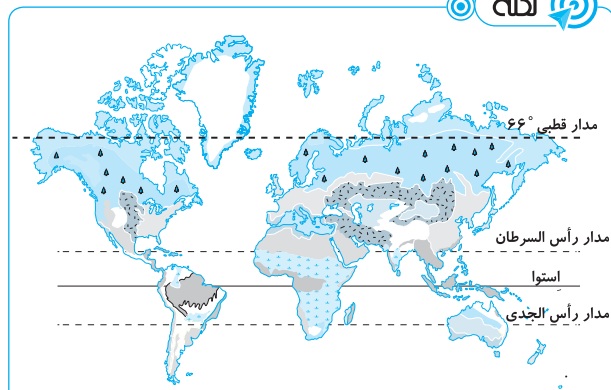 نکته
مدار قطبی ۶۶°
مدار رأس السرطان
استوا
مدار رأس الجدی